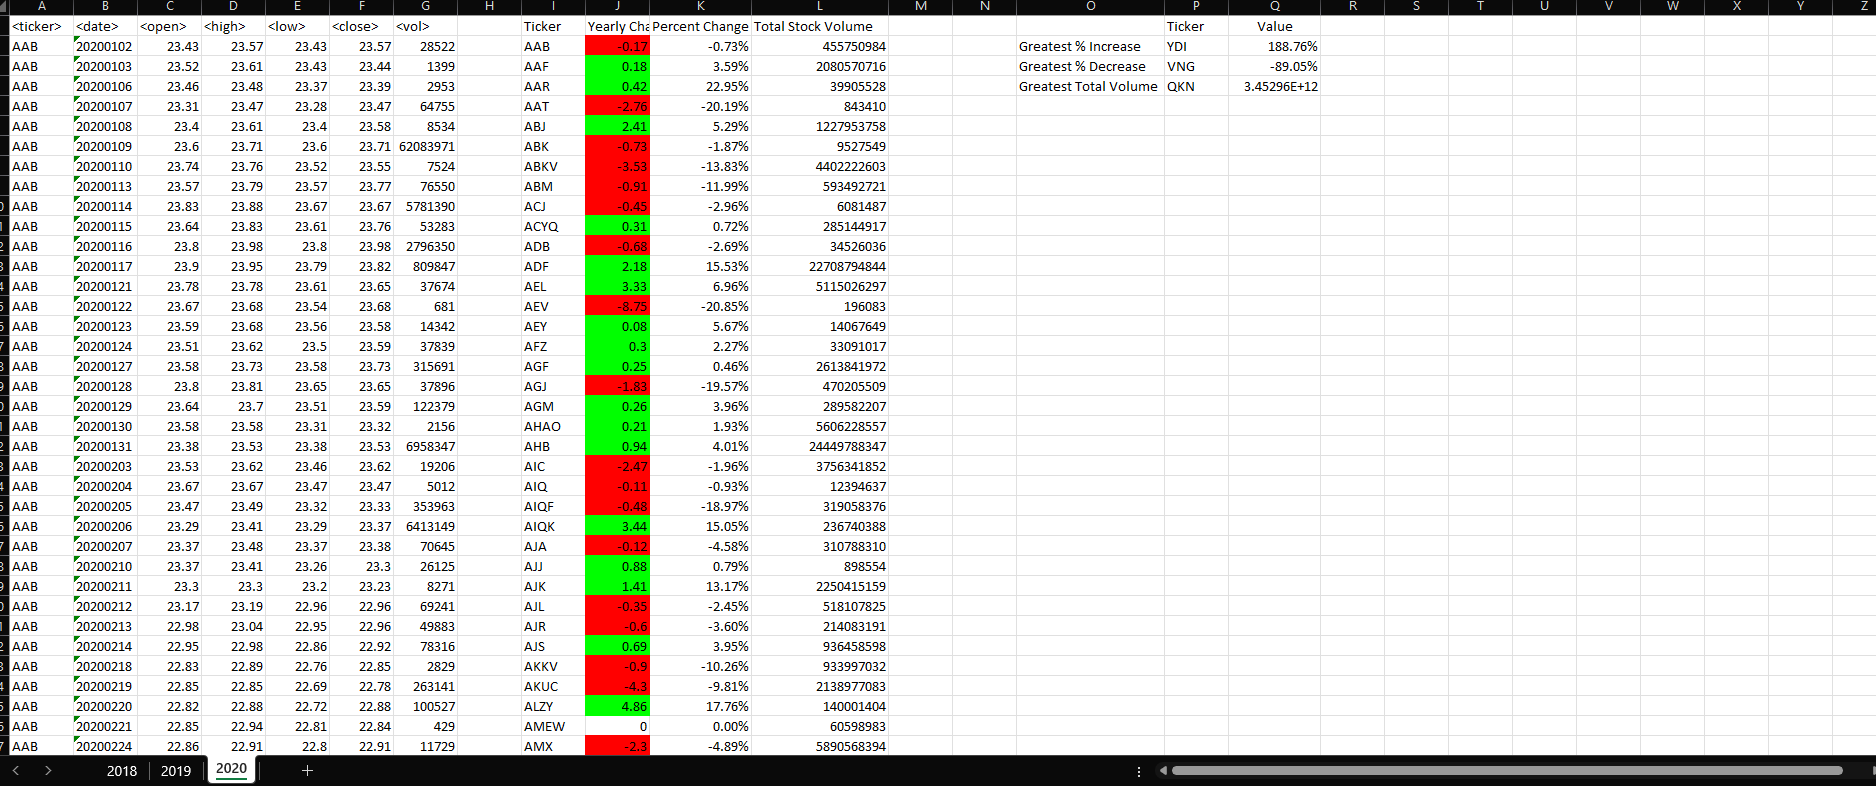 A B C D E F G H I J K L M N O P Q R S T U V W X Y Z
<ticker> <date> <open> <high> <low> <close> <vol> Ticker Yearly Cha Percent Change Total Stock Volume Ticker Value
AAB 20200102 23.43 23.57 23.43 23.57 28522 AAB -0.17 -0.73% 455750984 Greatest % Increase YDI 188.76%
AAB 20200103 23.52 23.61 23.43 23.44 1399 AAF 0.18 3.59% 2080570716 Greatest % Decrease VNG -89.05%
AAB 20200106 23.46 23.48 23.37 23.39 2953 AAR 0.42 22.95% 39905528 Greatest Total Volume QKN 3.45296E+12
AAB 20200107 23.31 23.47 23.28 23.47 64755 AAT -2.76 -20.19% 843410
AAB 20200108 23.4 23.61 23.4 23.58 8534 ABJ 2.41 5.29% 1227953758
AAB 20200109 23.6 23.71 23.6 23.71 62083971 ABK -0.73 -1.87% 9527549
AAB 20200110 23.74 23.76 23.52 23.55 7524 ABKV -3.53 -13.83% 4402222603
AAB 20200113 23.57 23.79 23.57 23.77 76550 ABM -0.91 -11.99% 593492721
AAB 20200114 23.83 23.88 23.67 23.67 5781390 ACJ -0.45 -2.96% 6081487
AAB 20200115 23.64 23.83 23.61 23.76 53283 ACYQ 0.31 0.72% 285144917
AAB 20200116 23.8 23.98 23.8 23.98 2796350 ADB -0.68 -2.69% 34526036
AAB 20200117 23.9 23.95 23.79 23.82 809847 ADF 2.18 15.53% 22708794844
AAB 20200121 23.78 23.78 23.61 23.65 37674 AEL 3.33 6.96% 5115026297
AAB 20200122 23.67 23.68 23.54 23.68 681 AEV -8.75 -20.85% 196083
AAB 20200123 23.59 23.68 23.56 23.58 14342 AEY 0.08 5.67% 14067649
AAB 20200124 23.51 23.62 23.5 23.59 37839 AFZ 0.3 2.27% 33091017
AAB 20200127 23.58 23.73 23.58 23.73 315691 AGF 0.25 0.46% 2613841972
AAB 20200128 23.8 23.81 23.65 23.65 37896 AGJ -1.83 -19.57% 470205509
AAB 20200129 23.64 23.7 23.51 23.59 122379 AGM 0.26 3.96% 289582207
AAB 20200130 23.58 23.58 23.31 23.32 2156 AHAO 0.21 1.93% 5606228557
AAB 20200131 23.38 23.53 23.38 23.53 6958347 AHB 0.94 4.01% 24449788347
AAB 20200203 23.53 23.62 23.46 23.62 19206 AIC -2.47 -1.96% 3756341852
AAB 20200204 23.67 23.67 23.47 23.47 5012 AIQ -0.11 -0.93% 12394637
AAB 20200205 23.47 23.49 23.32 23.33 353963 AIQF -0.48 -18.97% 319058376
AAB 20200206 23.29 23.41 23.29 23.37 6413149 AIQK 3.44 15.05% 236740388
AAB 20200207 23.37 23.48 23.37 23.38 70645 AJA -0.12 -4.58% 310788310
AAB 20200210 23.37 23.41 23.26 23.3 26125 AJJ 0.88 0.79% 898554
AAB 20200211 23.3 23.3 23.2 23.23 8271 AJK 1.41 13.17% 2250415159
AAB 20200212 23.17 23.19 22.96 22.96 69241 AJL -0.35 -2.45% 518107825
AAB 20200213 22.98 23.04 22.95 22.96 49883 AJR -0.6 -3.60% 214083191
AAB 20200214 22.95 22.98 22.86 22.92 78316 AJS 0.69 3.95% 936458598
AAB 20200218 22.83 22.89 22.76 22.85 2829 AKKV -0.9 -10.26% 933997032
AAB 20200219 22.85 22.85 22.69 22.78 263141 AKUC -4.3 -9.81% 2138977083
AAB 20200220 22.82 22.88 22.72 22.88 100527 ALZY 4.86 17.76% 140001404
AAB 20200221 22.85 22.94 22.81 22.84 429 AMEW 0 0.00% 60598983
AAB 20200224 22.86 22.91 22.8 22.91 11729 AMX -2.3 -4.89% 5890568394
2018 2019 2020